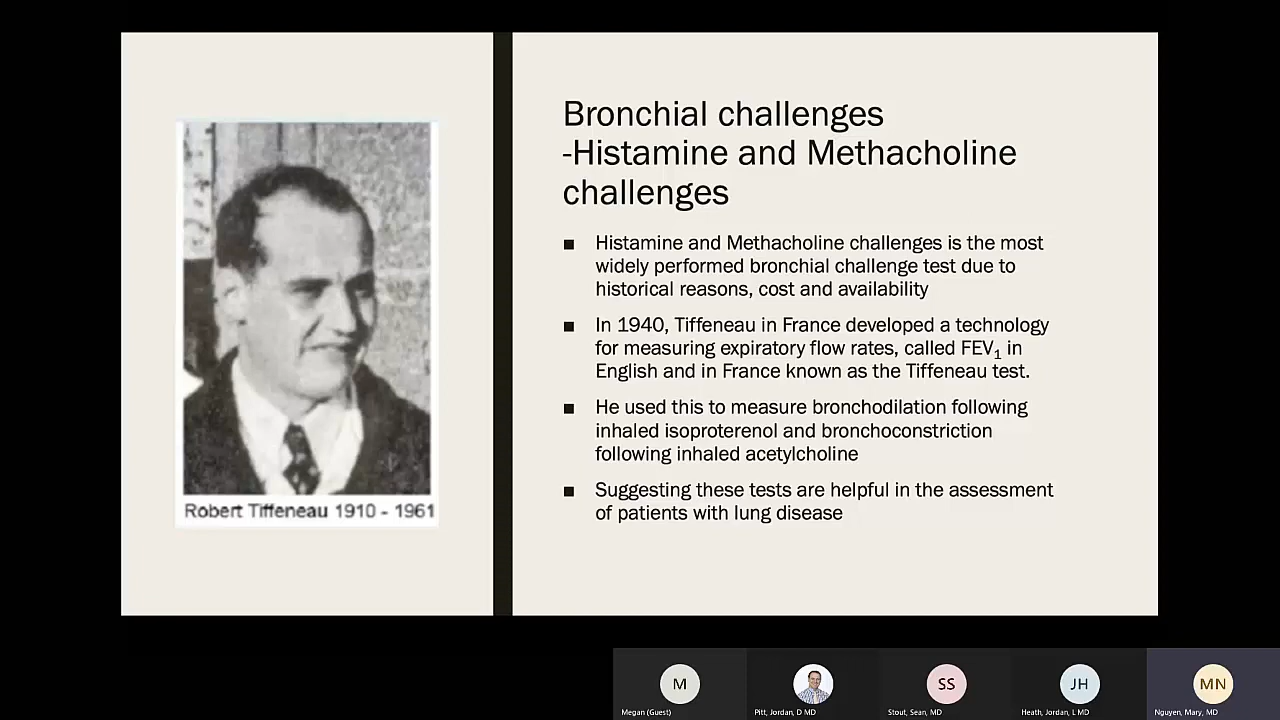 Robert Tiffeneau 1910 - 1961
Bronchial challenges
-Histamine and Methacholine
challenges
■ Histamine and Methacholine challenges is the most
widely performed bronchial challenge test due to
historical reasons, cost and availability
■ In 1940, Tiffeneau in France developed a technology
for measuring expiratory flow rates, called FEV1 in
English and in France known as the Tiffeneau test.
■ He used this to measure bronchodilation following
inhaled isoproterenol and bronchoconstriction
following inhaled acetylcholine
■ Suggesting these tests are helpful in the assessment
of patients with lung disease
M
SS
JH
MN
Megan (Guest)
Pitt, Jordan, D MD
Stout, Sean, MD
Heath, Jordan, L MD
Nguyen, Mary, MD